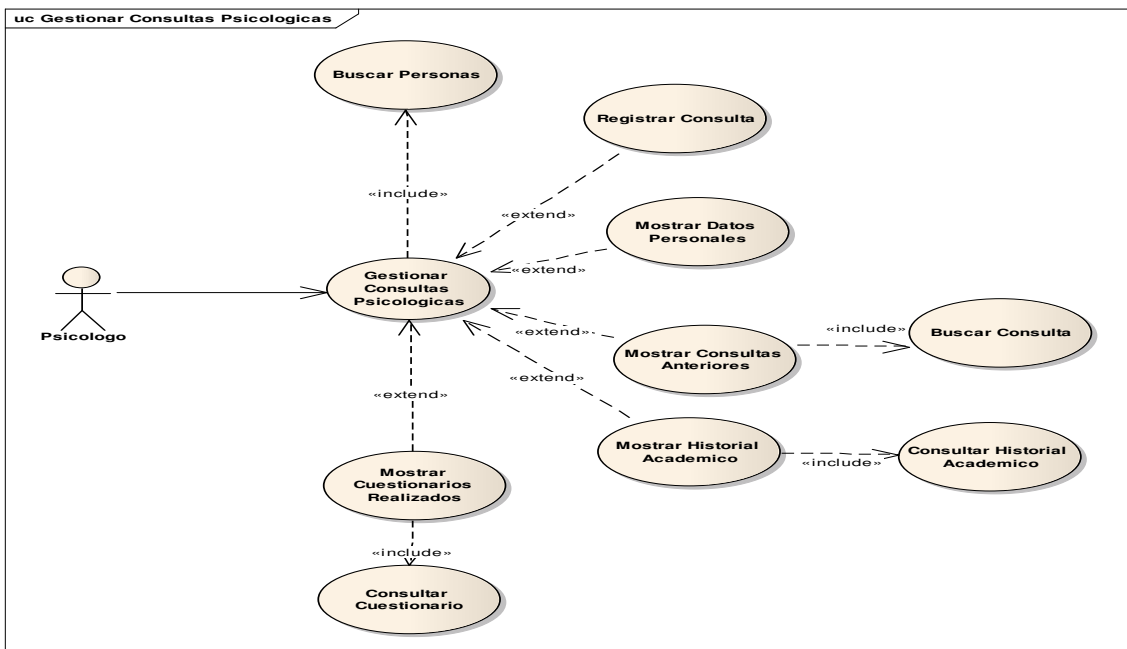 uc Gestionar Consultas Psicologicas
Buscar Personas
Registrar Consulta
«include»
«extend»
Mostrar Datos
Personales
«extend»
Gestionar
Consultas
Psicologicas
Psicologo
«extend»
Mostrar Consultas
Anteriores
«include»
Buscar Consulta
«extend»
«extend»
Mostrar Historial
Academico
«include»
Consultar Historial
Academico
Mostrar
Cuestionarios
Realizados
«include»
Consultar
Cuestionario